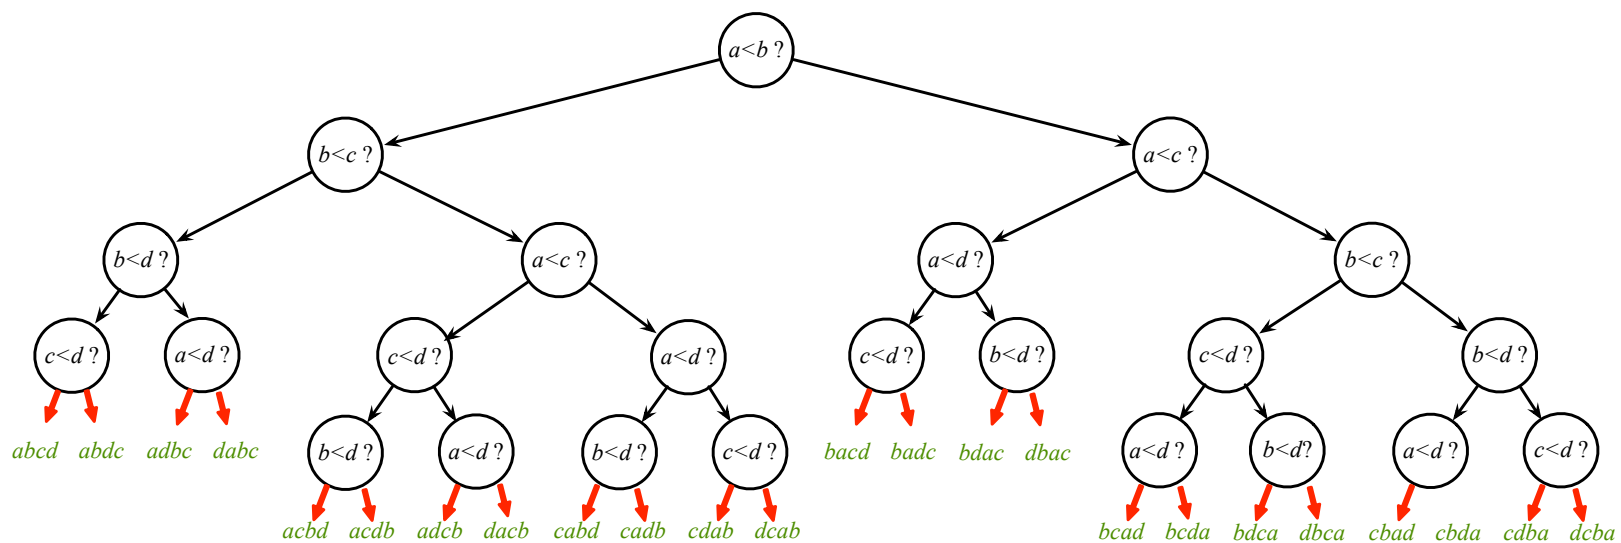 a<b ?
b<c ? a<c ?
b<d ? a<c ? a<d ? b<c ?
c<d ? a<d ? c<d ? a<d ? c<d ? b<d ? c<d ? b<d ?
abcd abdc adbc dabc b<d ? a<d ? b<d ? c<d ? bacd badc bdac dbac a<d ? b<d? a<d ? c<d ?
acbd acdb adcb dacb cabd cadb cdab dcab bcad bcda bdca dbca cbad cbda cdba dcba